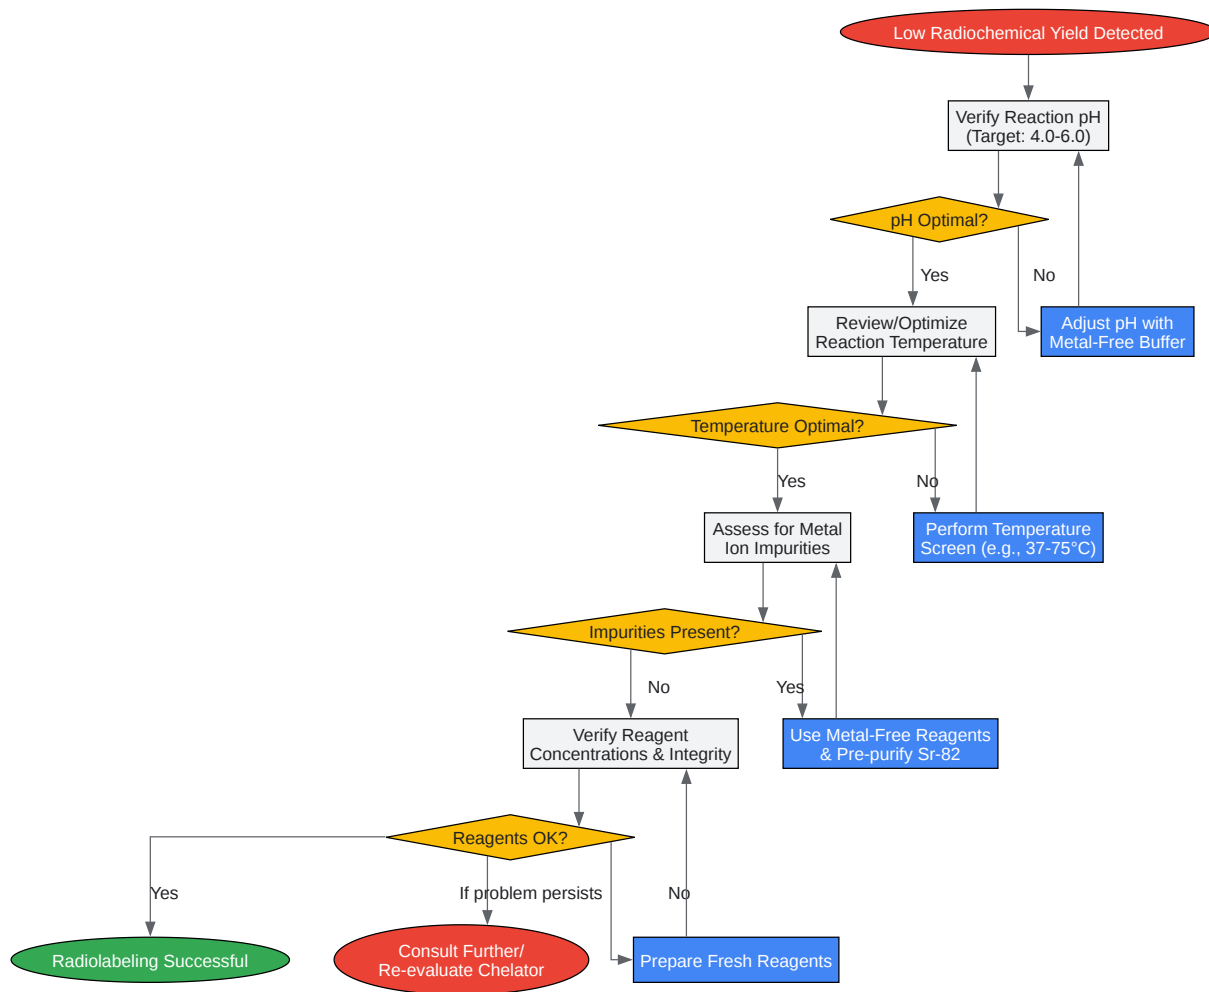 Low Radiochemical Yield Detected
Verify Reaction pH
(Target: 4.0-6.0)
pH Optimal?
Yes
No
Review/Optimize
Reaction Temperature
Adjust pH with
Metal-Free Buffer
Temperature Optimal?
Yes
No
Assess for Metal
Ion Impurities
Perform Temperature
Screen (e.g., 37-75°C)
Impurities Present?
No
Yes
Verify Reagent
Concentrations & Integrity
Use Metal-Free Reagents
& Pre-purify Sr-82
Reagents OK?
Yes
If problem persists
No
Radiolabeling Successful
Consult Further/
Re-evaluate Chelator
Prepare Fresh Reagents